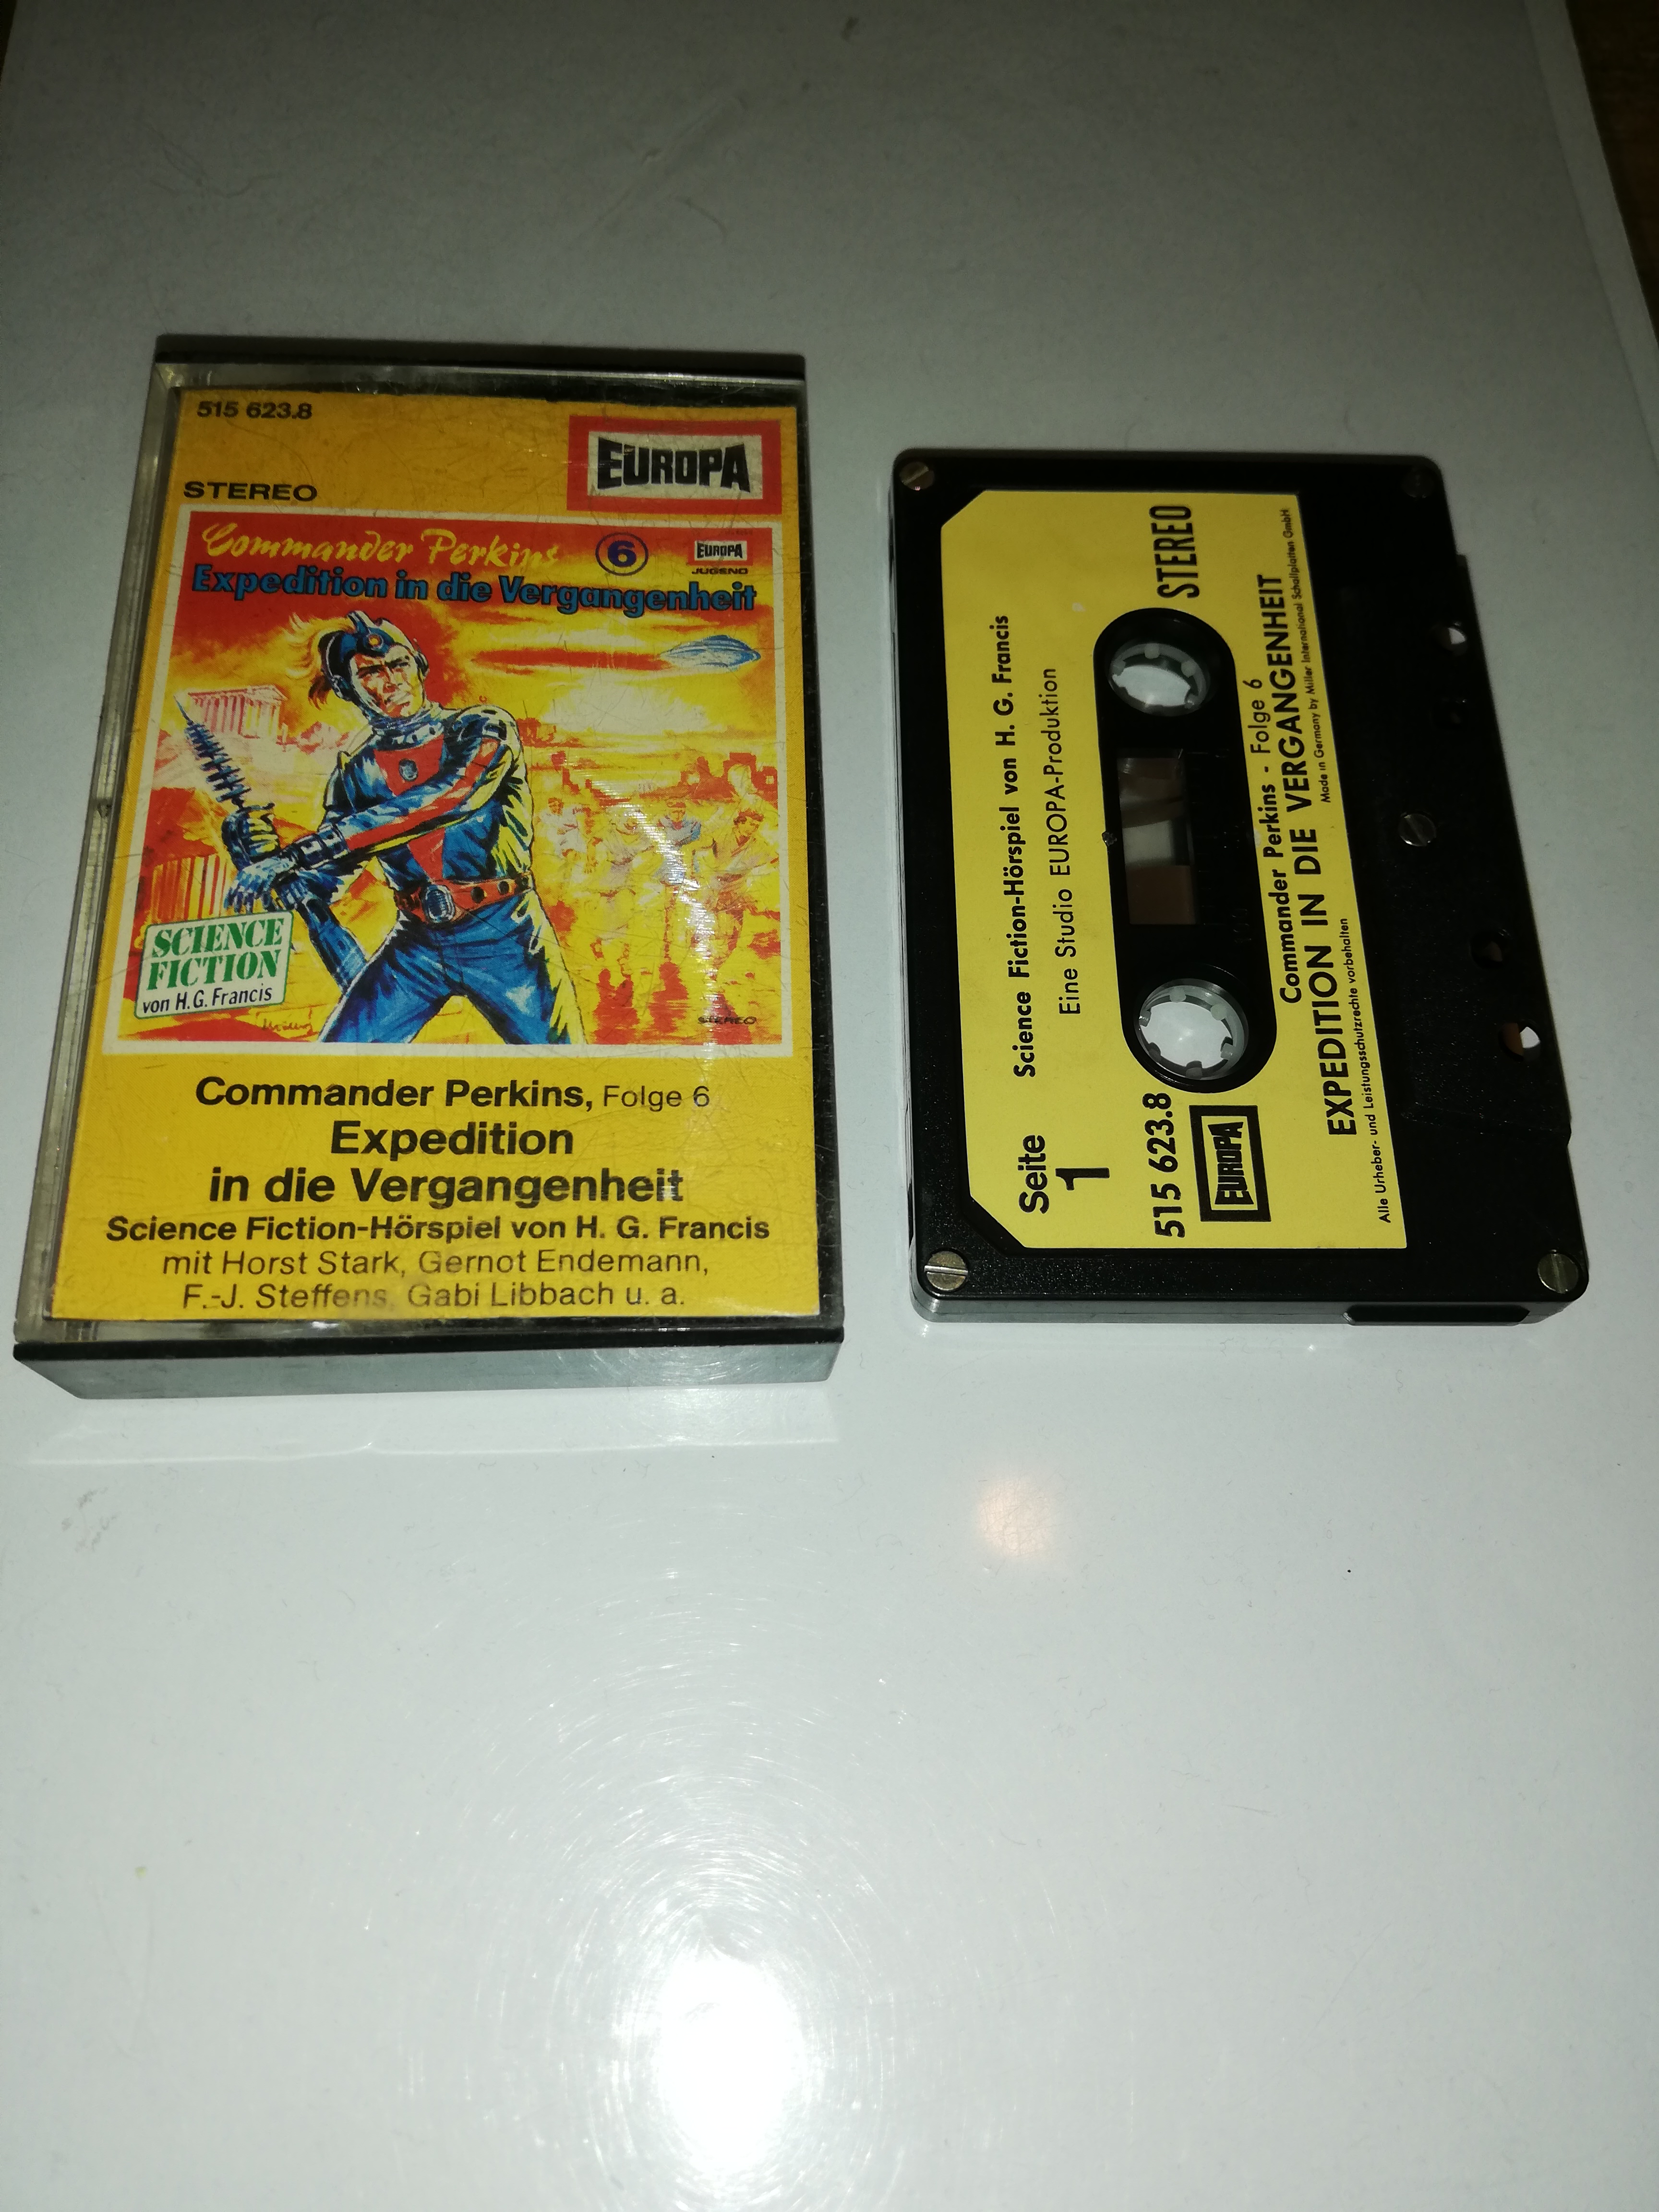 515 623.8
EUROPA
STEREO
Commander Perkins 6
EUROPA
JUGEND
Expedition in die Vergangenheit
SCIENCE
FICTION
von H.G. Francis
STEREO
Commander Perkins, Folge 6
Expedition
in die Vergangenheit
Science Fiction-Hörspiel von H. G. Francis
mit Horst Stark, Gernot Endemann,
F.-J. Steffens, Gabi Libbach u. a.
Seite
1
Science Fiction-Hörspiel von H. G. Francis
Eine Studio EUROPA-Produktion
515 623.8
STEREO
EUROPA
Commander Perkins - Folge 6
EXPEDITION IN DIE VERGANGENHEIT
Made in Germany by Miller International Schallplatten GmbH
Alle Urheber- und Leistungsschutzrechte vorbehalten